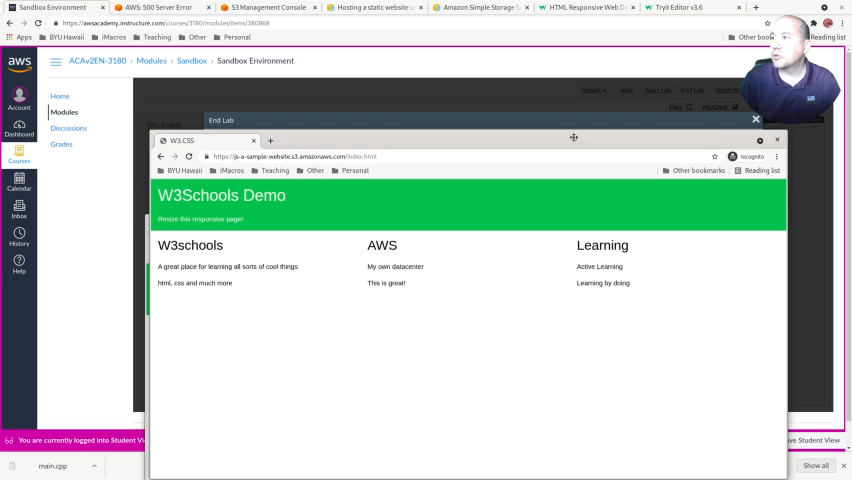 Sandbox Environment
AWS: 500 Server Error
S3 Management Console
Hosting a static website u
Amazon Simple Storage Se
HTML Responsive Web De
Tryit Editor v3.6
https://awsacademy.instructure.com/courses/3180/modules/items/380868
Apps BYU Hawaii iMacros Teaching Other Personal Other bookmarks Reading list
aws
ACAv2EN-3180 > Modules > Sandbox > Sandbox Environment
Account
Dashboard
Courses
Calendar
Inbox
History
Help
Home
Modules
Discussions
Grades
Details AWS Start Lab End Lab
Files README
EN - English
End Lab
W3.CSS
https://js-a-sample-website.s3.amazonaws.com/index.html
Incognito
BYU Hawaii iMacros Teaching Other Personal Other bookmarks Reading list
W3Schools Demo
Resize this responsive page!
W3schools
A great place for learning all sorts of cool things
html, css and much more
AWS
My own datacenter
This is great!
Learning
Active Learning
Learning by doing
You are currently logged into Student Vi
ve Student View
main.cpp
Show all